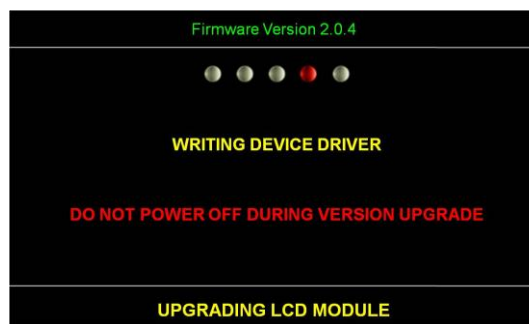 Firmware Version 2.0.4
WRITING DEVICE DRIVER
DO NOT POWER OFF DURING VERSION UPGRADE
UPGRADING LCD MODULE